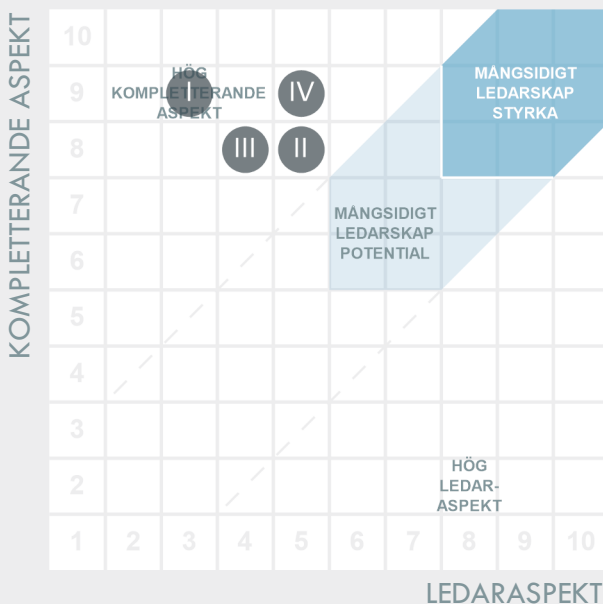 KOMPLETTERANDE ASPEKT
10
HÖG
KOMPLETTERANDE
ASPEKT
MÅNGSIDIGT
LEDARSKAP
STYRKA
9
I
IV
8
III
II
7
MÅNGSIDIGT
LEDARSKAP
POTENTIAL
6
5
4
3
HÖG
LEDAR-
ASPEKT
2
1 2 3 4 5 6 7 8 9 10
LEDARASPEKT